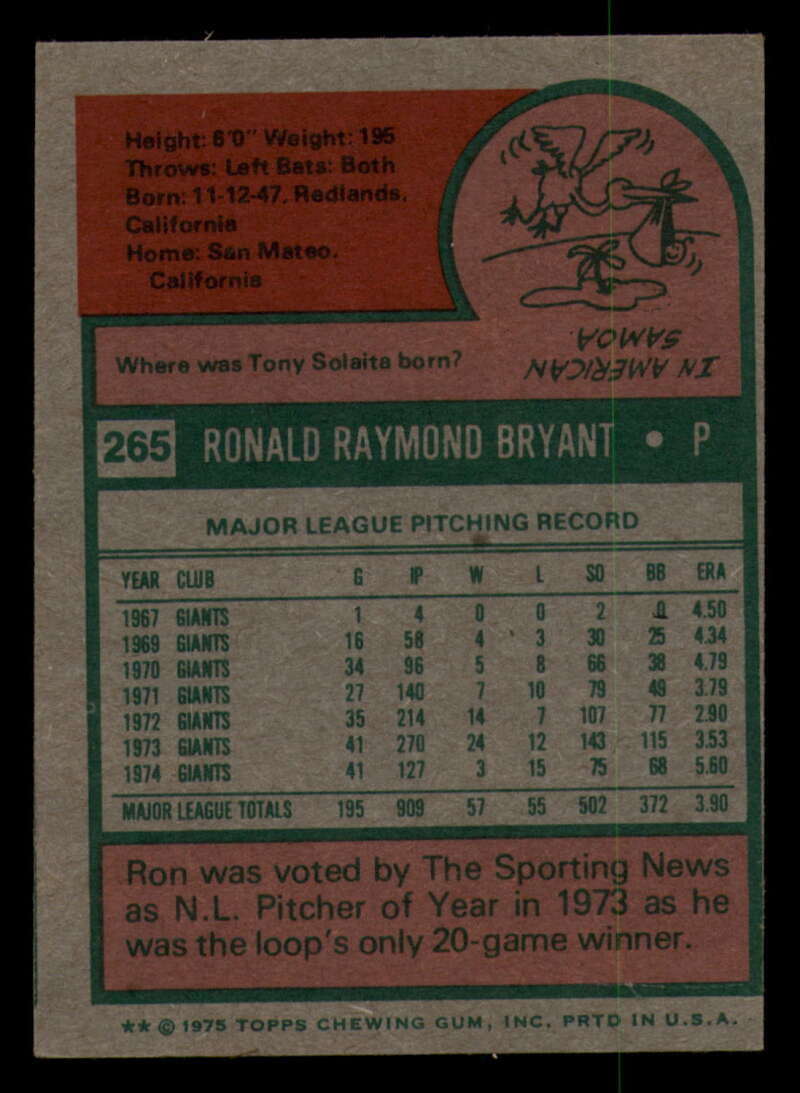 Height: 6'0" Weight: 195
Throws: Left Bats: Both
Born: 11-12-47, Redlands,
California
Home: San Mateo,
California
Where was Tony Solaita born?
IN AMERICAN
SAMOA.
265 RONALD RAYMOND BRYANT • P
MAJOR LEAGUE PITCHING RECORD
YEAR CLUB G IP W L SO BB ERA
1967 GIANTS 1 4 0 0 2 0 4.50
1969 GIANTS 16 58 4 3 30 25 4.34
1970 GIANTS 34 96 5 8 66 38 4.79
1971 GIANTS 27 140 7 10 79 49 3.79
1972 GIANTS 35 214 14 7 107 77 2.90
1973 GIANTS 41 270 24 12 143 115 3.53
1974 GIANTS 41 127 3 15 75 68 5.60
MAJOR LEAGUE TOTALS 195 909 57 55 502 372 3.90
Ron was voted by The Sporting News
as N.L. Pitcher of Year in 1973 as he
was the loop's only 20-game winner.
** © 1975 TOPPS CHEWING GUM, INC. PRTD IN U.S.A.